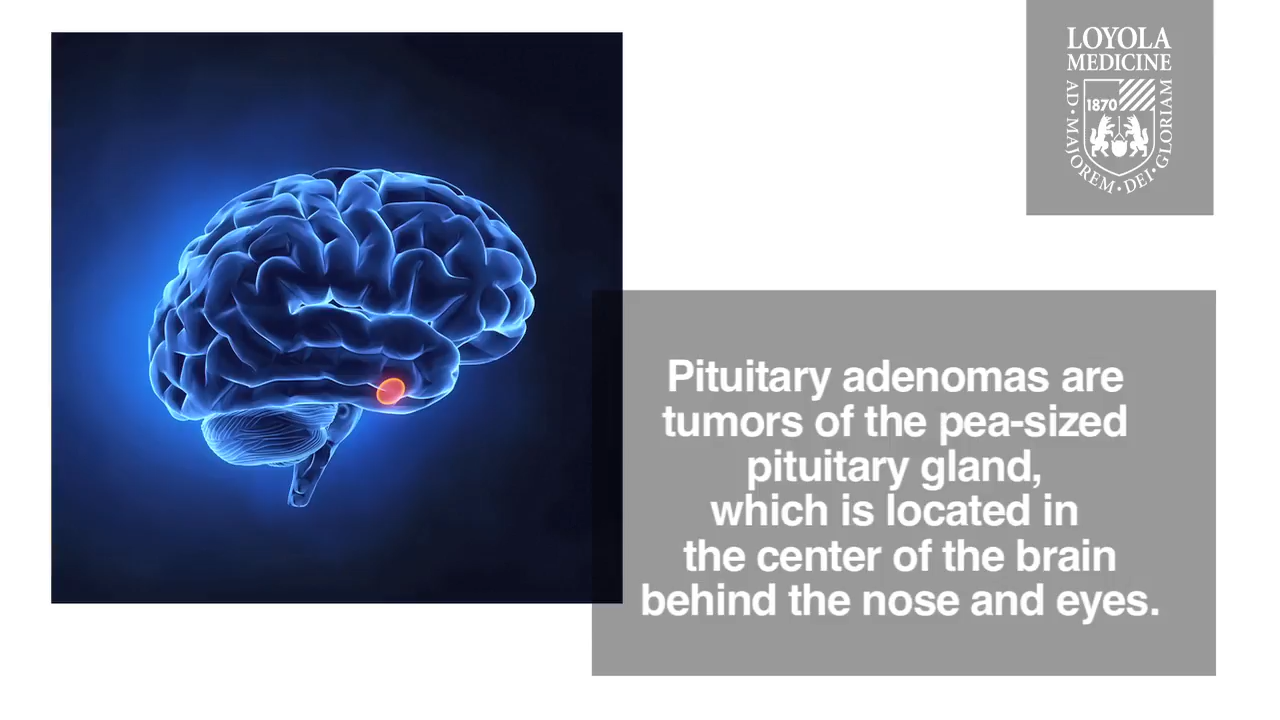 LOYOLA
MEDICINE
1870
AD • MAJOREM • DEI • GLORIAM
Pituitary adenomas are
tumors of the pea-sized
pituitary gland,
which is located in
the center of the brain
behind the nose and eyes.